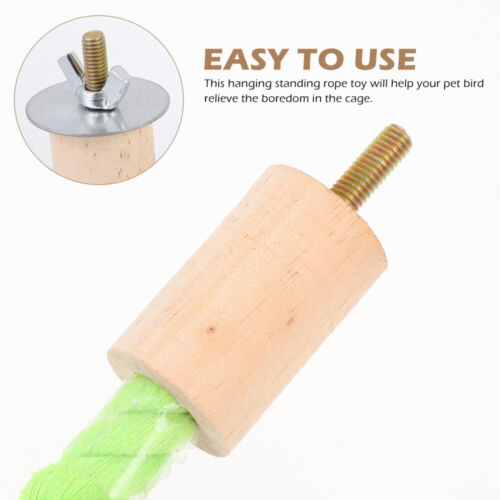 EASY TO USE
This hanging standing rope toy will help your pet bird
relieve the boredom in the cage.